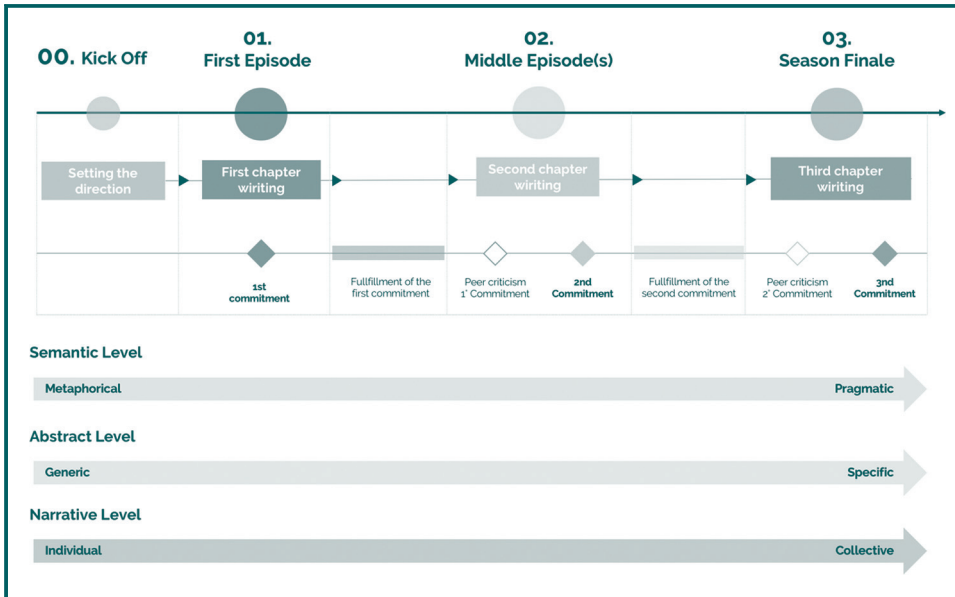 00. Kick Off
01.
First Episode
02.
Middle Episode(s)
03.
Season Finale
Setting the
direction
First chapter
wiriting
Second chapter
wiriting
Third chapter
wiriting
1st
commitment
Fullfillment of the
first commitment
Peer criticism
1° Commitment
2nd
Commitment
Fullfillment of the
second commitment
Peer criticism
2° Commitment
3nd
Commitment
Semantic Level
Metaphorical
Pragmatic
Abstract Level
Generic
Specific
Narrative Level
Individual
Collective